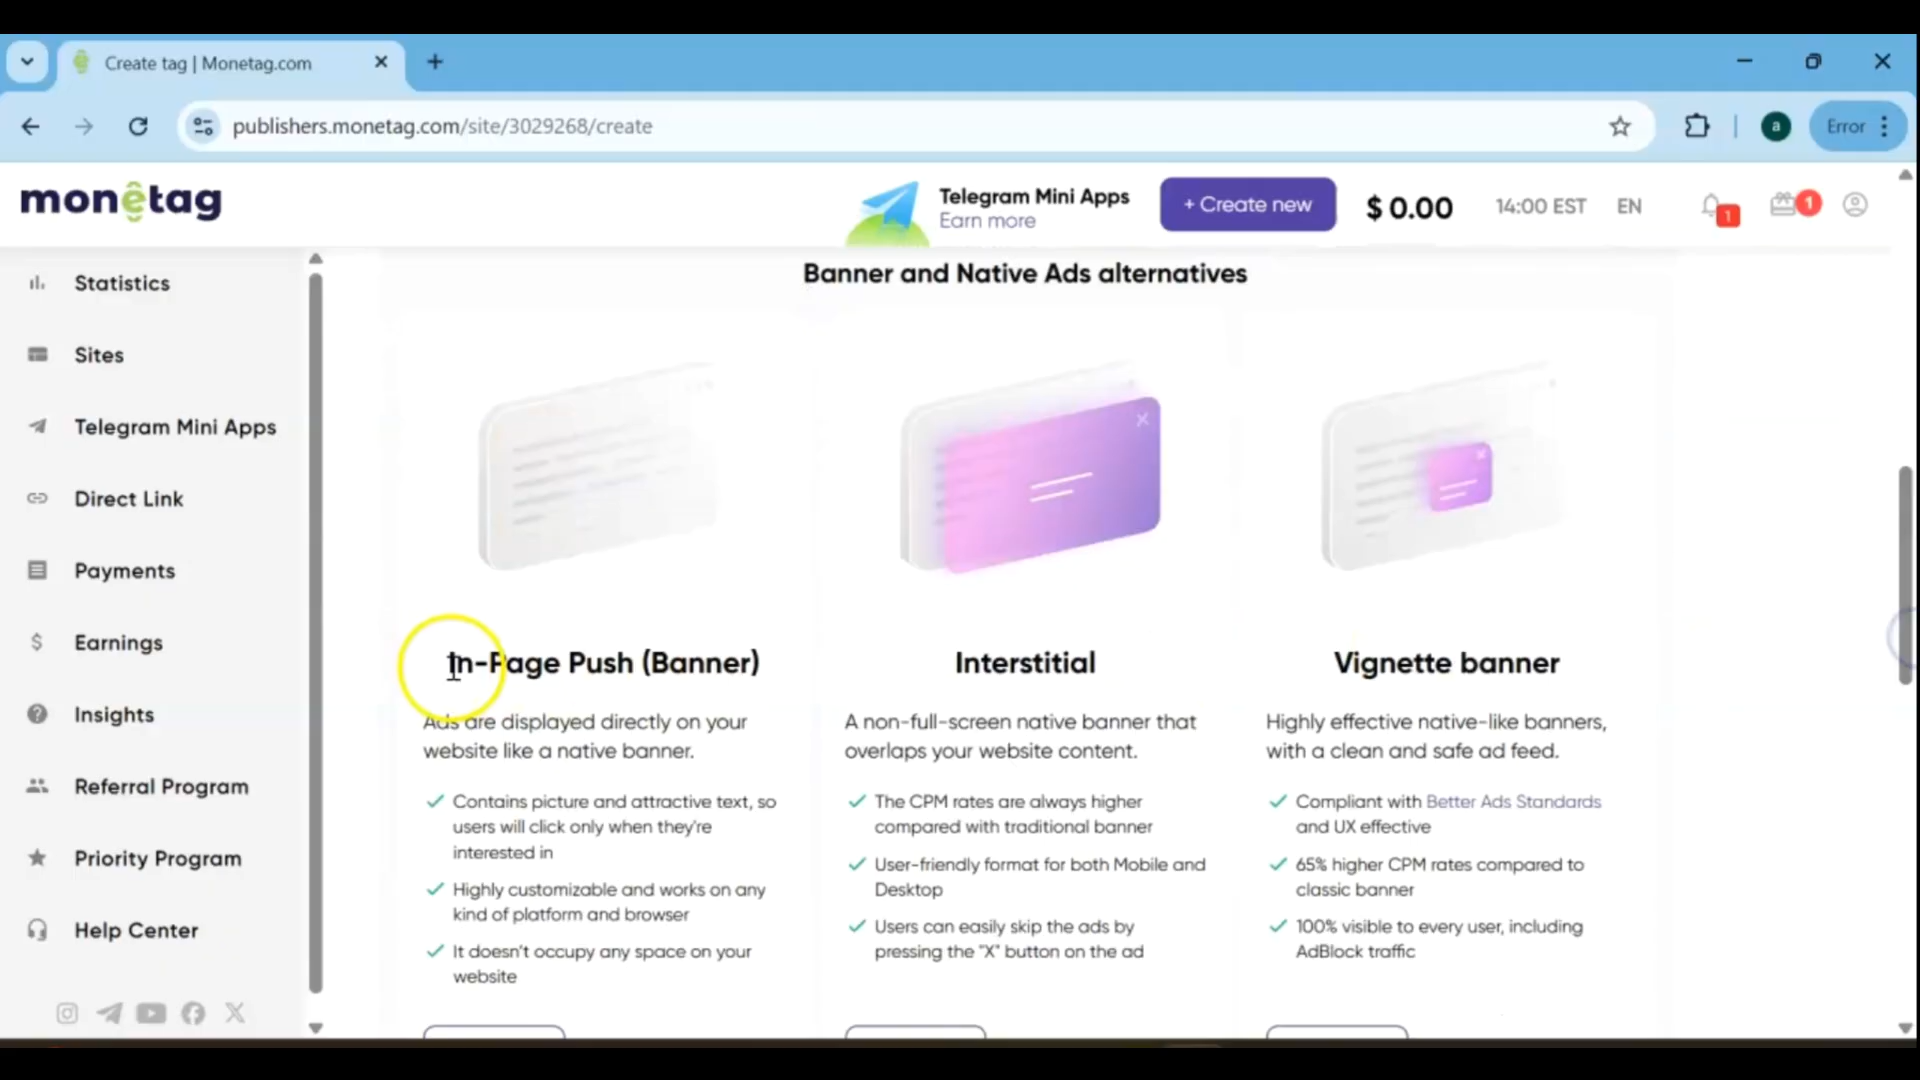 Create tag | Monetag.com
publishers.monetag.com/site/3029268/create
a
Error
monetag
Telegram Mini Apps
Earn more
+ Create new
$ 0.00
14:00 EST
EN
1
1
Statistics
Sites
Telegram Mini Apps
Direct Link
Payments
Earnings
Insights
Referral Program
Priority Program
Help Center
Banner and Native Ads alternatives
In-Page Push (Banner)
Ads are displayed directly on your
website like a native banner.
Contains picture and attractive text, so
users will click only when they're
interested in
Highly customizable and works on any
kind of platform and browser
It doesn't occupy any space on your
website
Interstitial
A non-full-screen native banner that
overlaps your website content.
The CPM rates are always higher
compared with traditional banner
User-friendly format for both Mobile and
Desktop
Users can easily skip the ads by
pressing the "X" button on the ad
Vignette banner
Highly effective native-like banners,
with a clean and safe ad feed.
Compliant with Better Ads Standards
and UX effective
65% higher CPM rates compared to
classic banner
100% visible to every user, including
AdBlock traffic